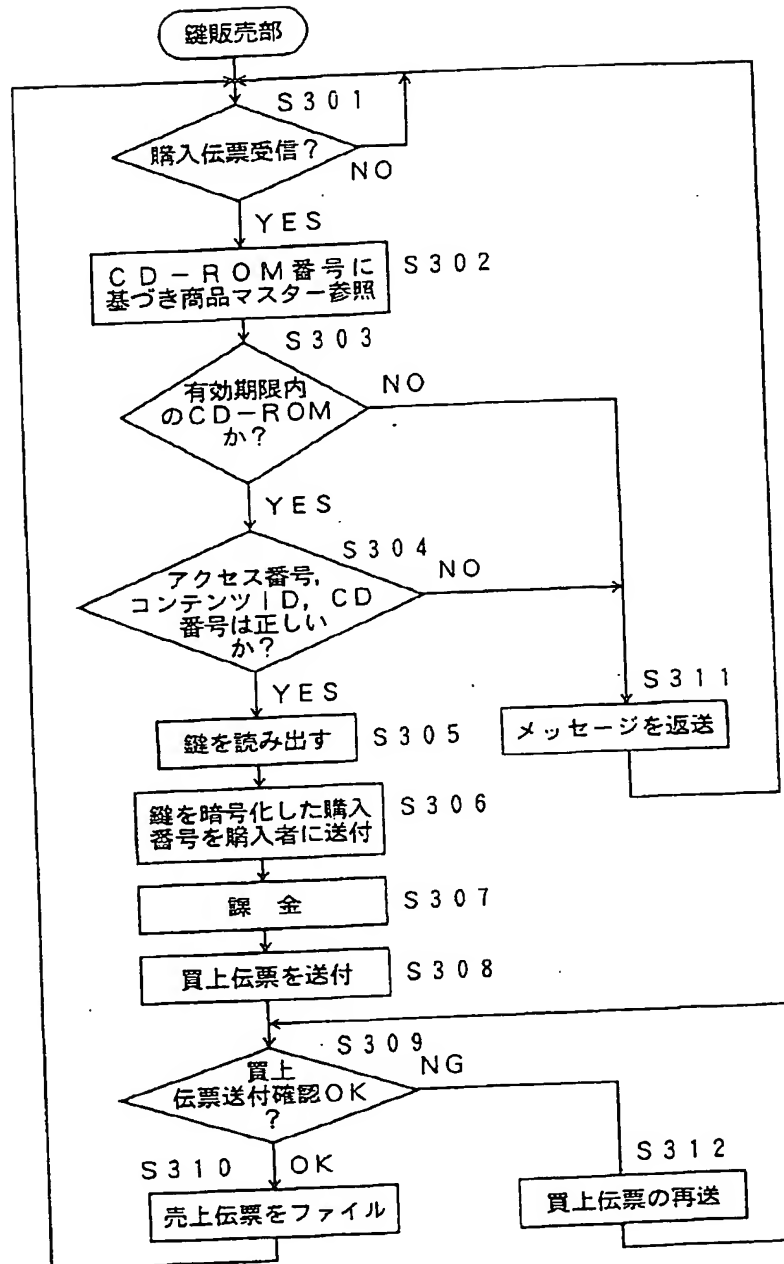 鍵販売部
S301
購入伝票受信?
NO
YES
CD-ROM番号に
基づき商品マスター参照
S302
S303
有効期限内
のCD-ROM
か?
NO
YES
S304
アクセス番号,
コンテンツID,CD
番号は正しい
か?
NO
YES
S311
メッセージを返送
鍵を読み出す
S305
鍵を暗号化した購入
番号を購入者に送付
S306
課 金
S307
買上伝票を送付
S308
S309
買上
伝票送付確認OK
?
NG
S310
OK
S312
売上伝票をファイル
買上伝票の再送